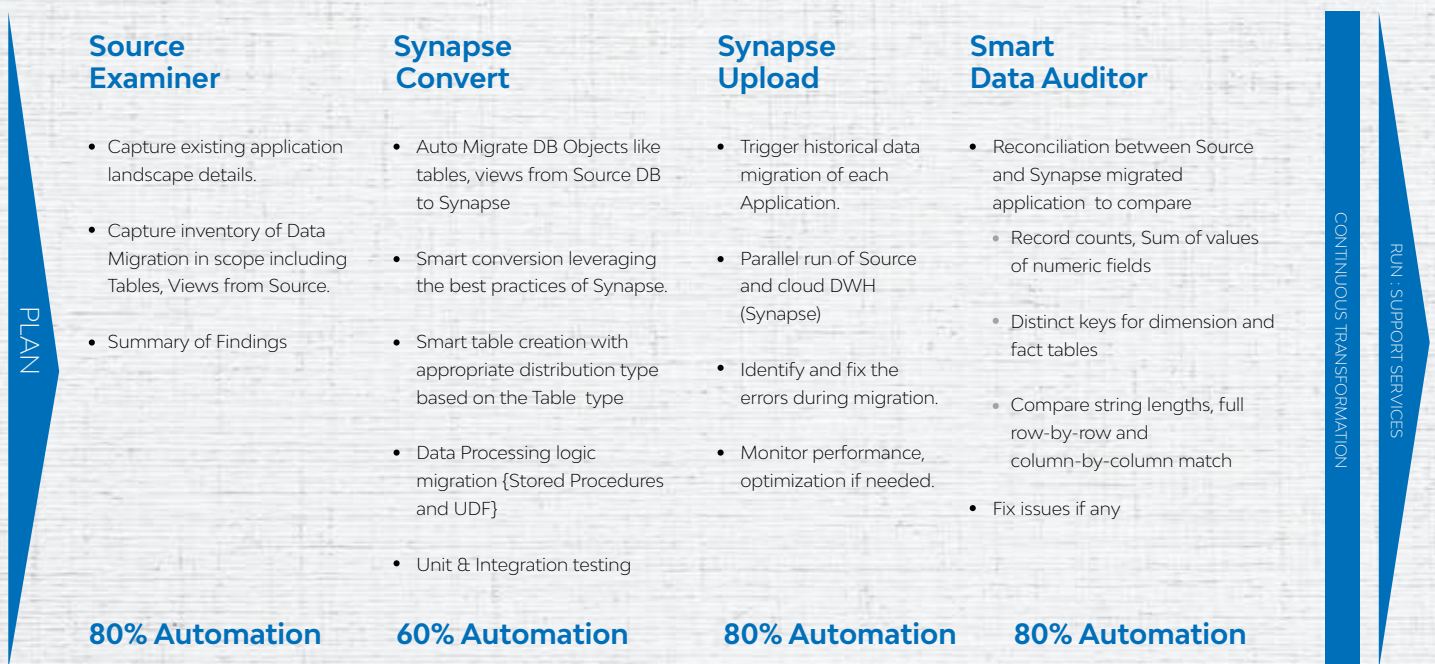 PLAN
Source
Examiner
• Capture existing application
landscape details.
• Capture inventory of Data
Migration in scope including
Tables, Views from Source.
• Summary of Findings
80% Automation
Synapse
Convert
• Auto Migrate DB Objects like
tables, views from Source DB
to Synapse
• Smart conversion leveraging
the best practices of Synapse.
• Smart table creation with
appropriate distribution type
based on the Table type
• Data Processing logic
migration {Stored Procedures
and UDF}
• Unit & Integration testing
60% Automation
Synapse
Upload
• Trigger historical data
migration of each
Application.
• Parallel run of Source
and cloud DWH
(Synapse)
• Identify and fix the
errors during migration.
• Monitor performance,
optimization if needed.
80% Automation
Smart
Data Auditor
• Reconciliation between Source
and Synapse migrated
application to compare
• Record counts, Sum of values
of numeric fields
• Distinct keys for dimension and
fact tables
• Compare string lengths, full
row-by-row and
column-by-column match
• Fix issues if any
80% Automation
CONTINUOUS TRANSFORMATION
RUN : SUPPORT SERVICES